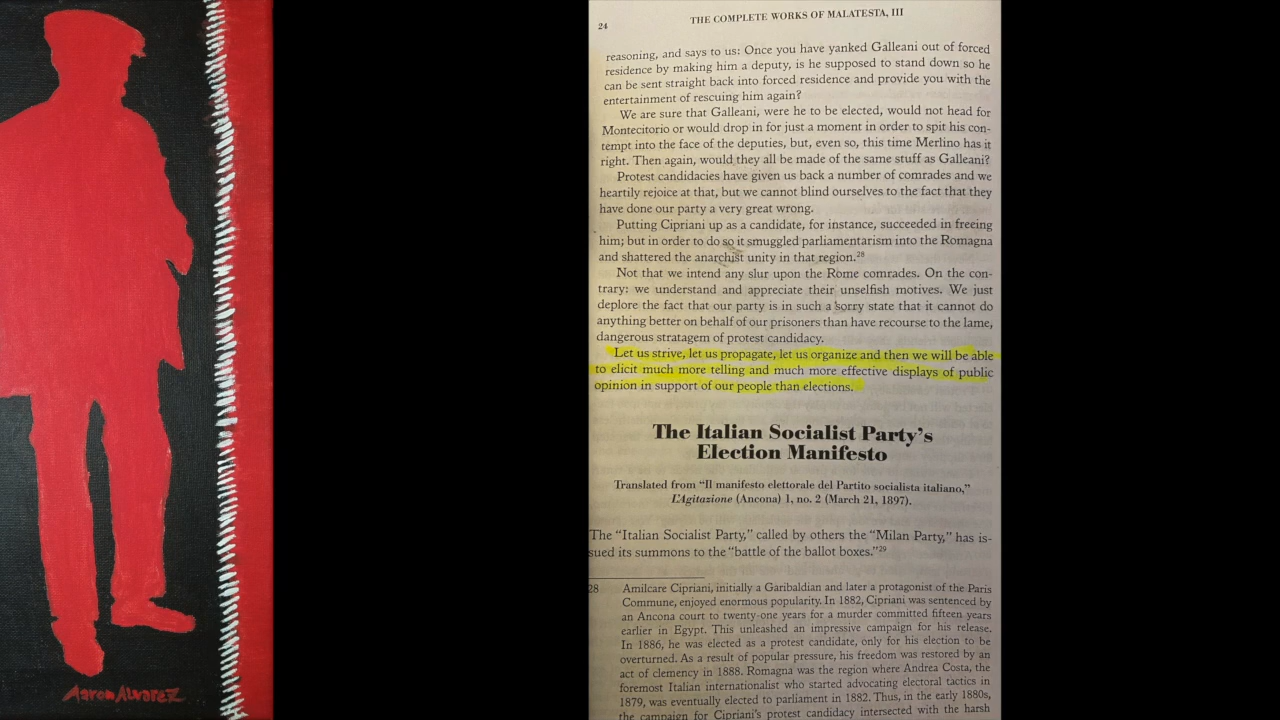 Aaron Alvarez
24
THE COMPLETE WORKS OF MALATESTA, III
reasoning, and says to us: Once you have yanked Galleani out of forced
residence by making him a deputy, is he supposed to stand down so he
can be sent straight back into forced residence and provide you with the
entertainment of rescuing him again?
We are sure that Galleani, were he to be elected, would not head for
Montecitorio or would drop in for just a moment in order to spit his con-
tempt into the face of the deputies, but, even so, this time Merlino has it
right. Then again, would they all be made of the same stuff as Galleani?
Protest candidacies have given us back a number of comrades and we
heartily rejoice at that, but we cannot blind ourselves to the fact that they
have done our party a very great wrong.
Putting Cipriani up as a candidate, for instance, succeeded in freeing
him; but in order to do so it smuggled parliamentarism into the Romagna
and shattered the anarchist unity in that region.28
Not that we intend any slur upon the Rome comrades. On the con-
trary: we understand and appreciate their unselfish motives. We just
deplore the fact that our party is in such a sorry state that it cannot do
anything better on behalf of our prisoners than have recourse to the lame,
dangerous stratagem of protest candidacy.
Let us strive, let us propagate, let us organize and then we will be able
to elicit much more telling and much more effective displays of public
opinion in support of our people than elections.
The Italian Socialist Party's
Election Manifesto
Translated from "Il manifesto elettorale del Partito socialista italiano,"
L'Agitazione (Ancona) 1, no. 2 (March 21, 1897).
The "Italian Socialist Party," called by others the "Milan Party," has is-
sued its summons to the "battle of the ballot boxes."29
28 Amilcare Cipriani, initially a Garibaldian and later a protagonist of the Paris
Commune, enjoyed enormous popularity. In 1882, Cipriani was sentenced by
an Ancona court to twenty-one years for a murder committed fifteen years
earlier in Egypt. This unleashed an impressive campaign for his release.
In 1886, he was elected as a protest candidate, only for his election to be
overturned. As a result of popular pressure, his freedom was restored by an
act of clemency in 1888. Romagna was the region where Andrea Costa, the
foremost Italian internationalist who started advocating electoral tactics in
1879, was eventually elected to parliament in 1882. Thus, in the early 1880s,
the campaign for Cipriani's protest candidacy intersected with the harsh